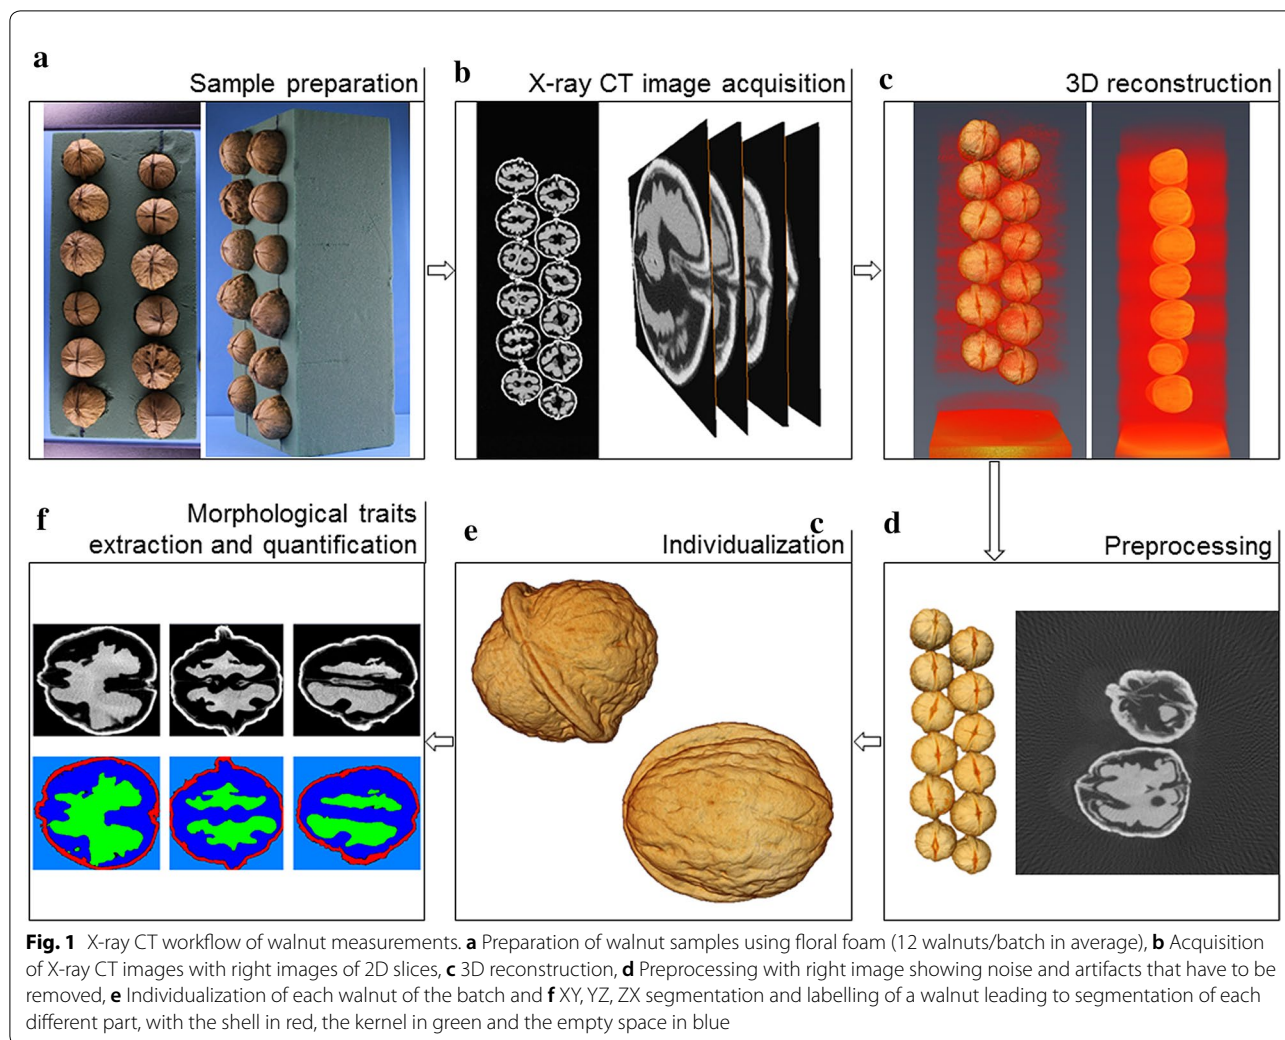 a
Sample preparation
b
X-ray CT image acquisition
c
3D reconstruction
f
Morphological traits
extraction and quantification
e
c
Individualization
d
Preprocessing
Fig. 1 X-ray CT workflow of walnut measurements. a Preparation of walnut samples using floral foam (12 walnuts/batch in average), b Acquisition
of X-ray CT images with right images of 2D slices, c 3D reconstruction, d Preprocessing with right image showing noise and artifacts that have to be
removed, e Individualization of each walnut of the batch and f XY, YZ, ZX segmentation and labelling of a walnut leading to segmentation of each
different part, with the shell in red, the kernel in green and the empty space in blue